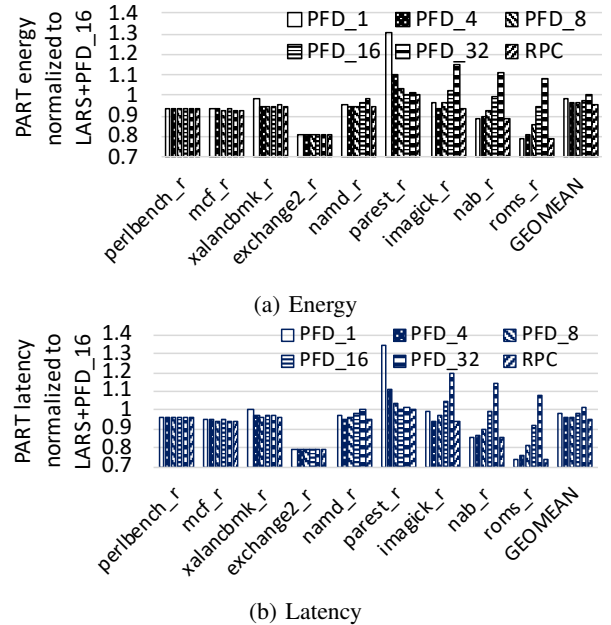 PART energy
normalized to
LARS+PFD_16
1.4
1.3
1.2
1.1
1
0.9
0.8
0.7
PFD_1 PFD_4 PFD_8
PFD_16 PFD_32 RPC
perlbench_r
mcf_r
xalancbmk_r
exchange2_r
namd_r
parest_r
imagick_r
nab_r
roms_r
GEOMEAN
(a) Energy
PART latency
normalized to
LARS+PFD_16
1.4
1.3
1.2
1.1
1
0.9
0.8
0.7
PFD_1 PFD_4 PFD_8
PFD_16 PFD_32 RPC
perlbench_r
mcf_r
xalancbmk_r
exchange2_r
namd_r
parest_r
imagick_r
nab_r
roms_r
GEOMEAN
(b) Latency